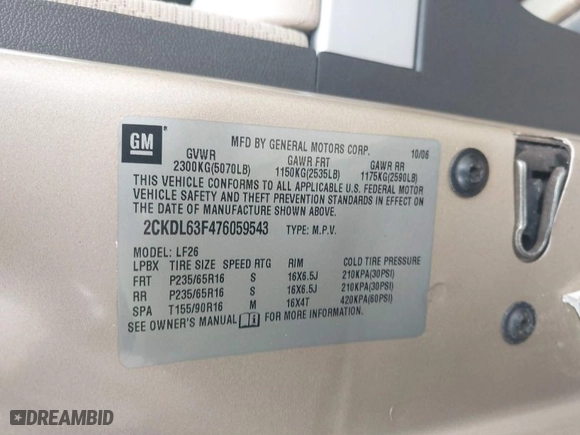 GM
MFD BY GENERAL MOTORS CORP. 10/06
GVWR GAWR FRT GAWR RR
2300KG(5070LB) 1150KG(2535LB) 1175KG(2590LB)
THIS VEHICLE CONFORMS TO ALL APPLICABLE U.S. FEDERAL MOTOR
VEHICLE SAFETY AND THEFT PREVENTION STANDARDS IN EFFECT ON
THE DATE OF MANUFACTURE SHOWN ABOVE.
2CKDL63F476059543 TYPE: M.P.V.
MODEL: LF26
LPBX TIRE SIZE SPEED RTG RIM COLD TIRE PRESSURE
FRT P235/65R16 S 16X6.5J 210KPA(30PSI)
RR P235/65R16 S 16X6.5J 210KPA(30PSI)
SPA T155/90R16 M 16X4T 420KPA(60PSI)
SEE OWNER'S MANUAL FOR MORE INFORMATION.
DREAMBID